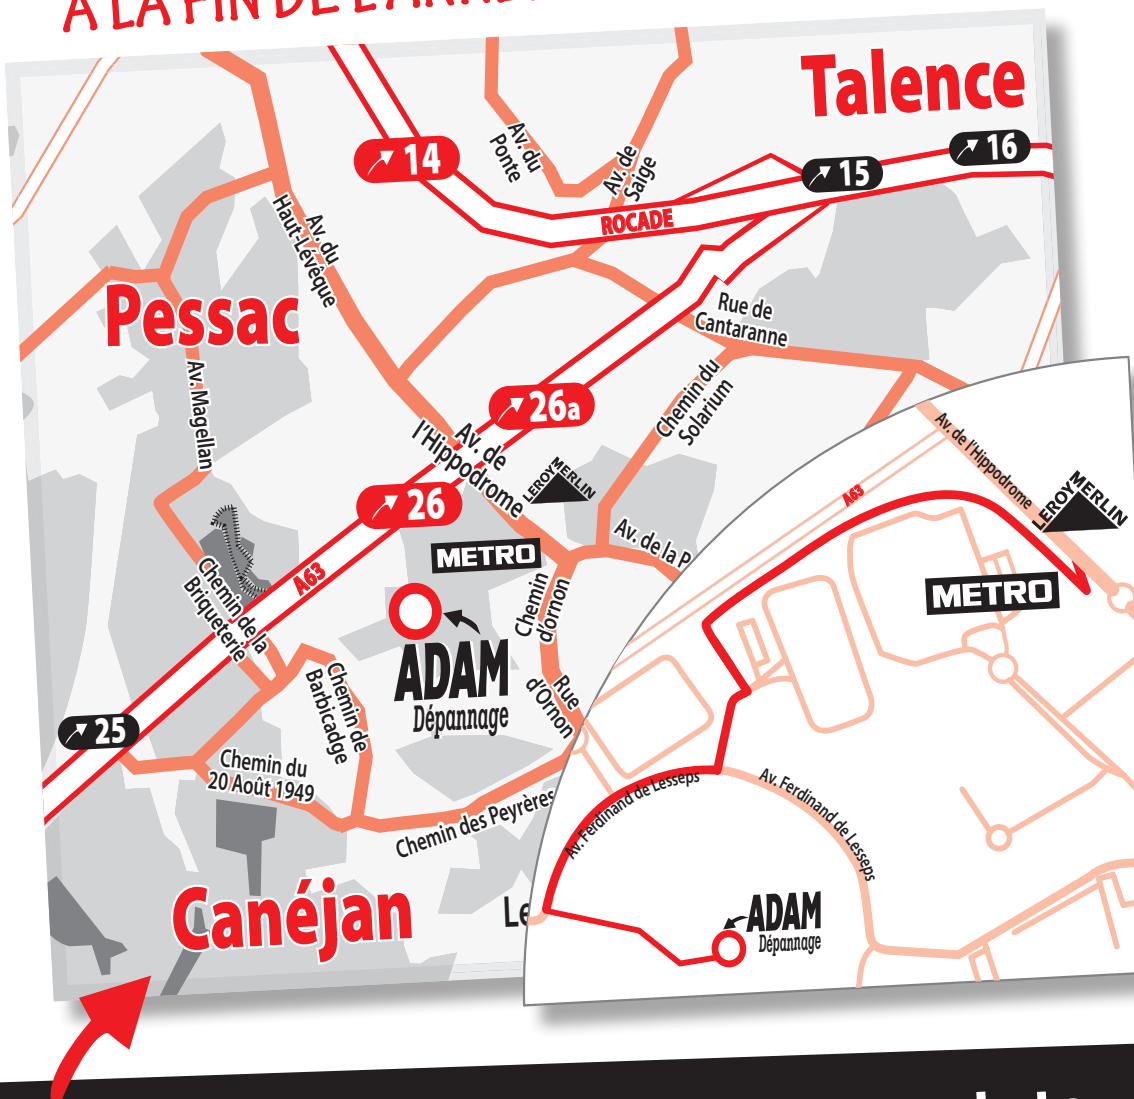 A LA FIN DE L'ANNÉE
Talence
14
Av. du
Ponte
Av. de
Saige
15
16
ROCADE
Av. du
Haut-Lévêque
Pessac
Rue de
Cantaranne
Av. Magellan
Chemin du
Solarium
26a
Av. de
l'Hippodrome
LEROY MERLIN
26
Av. de la P
METRO
A63
Chemin de la
Briqueterie
Chemin
d'ornon
ADAM
Dépannage
Chemin de
Barbicadge
Rue
d'Ornon
25
Chemin du
20 Août 1949
Chemin des Peyrères
Canéjan
Le
Av. de l'Hippodrome
A63
LEROY MERLIN
METRO
Av. Ferdinand de Lesseps
Av. Ferdinand de Lesseps
ADAM
Dépannage